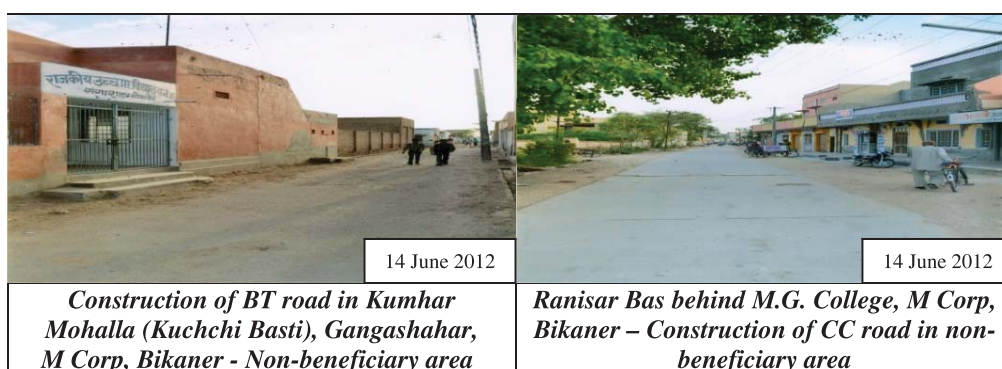 राजकीय उच्च
14 June 2012
14 June 2012
Construction of BT road in Kumhar
Mohalla (Kuchchi Basti), Gangashahar,
M Corp, Bikaner - Non-beneficiary area
Ranisar Bas behind M.G. College, M Corp,
Bikaner – Construction of CC road in non-
beneficiary area